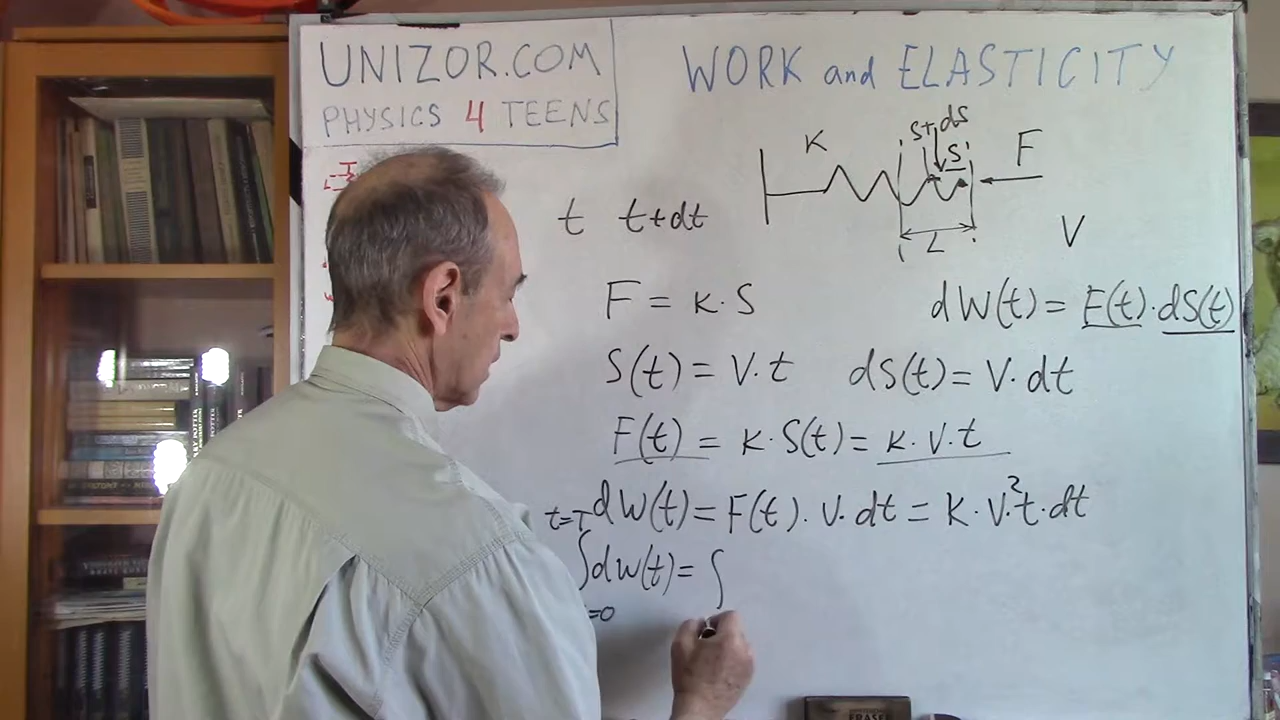 UNIZOR.COM
PHYSICS 4 TEENS
WORK and ELASTICITY
K
S+dS
S
F
L
V
t t+dt
F = K·S
dW(t) = F(t)·dS(t)
S(t) = V·t dS(t) = V·dt
F(t) = K·S(t) = K·V·t
dW(t) = F(t)·V·dt = K·V²·t·dt
t=T
∫dW(t) = ∫
=0
ERASER